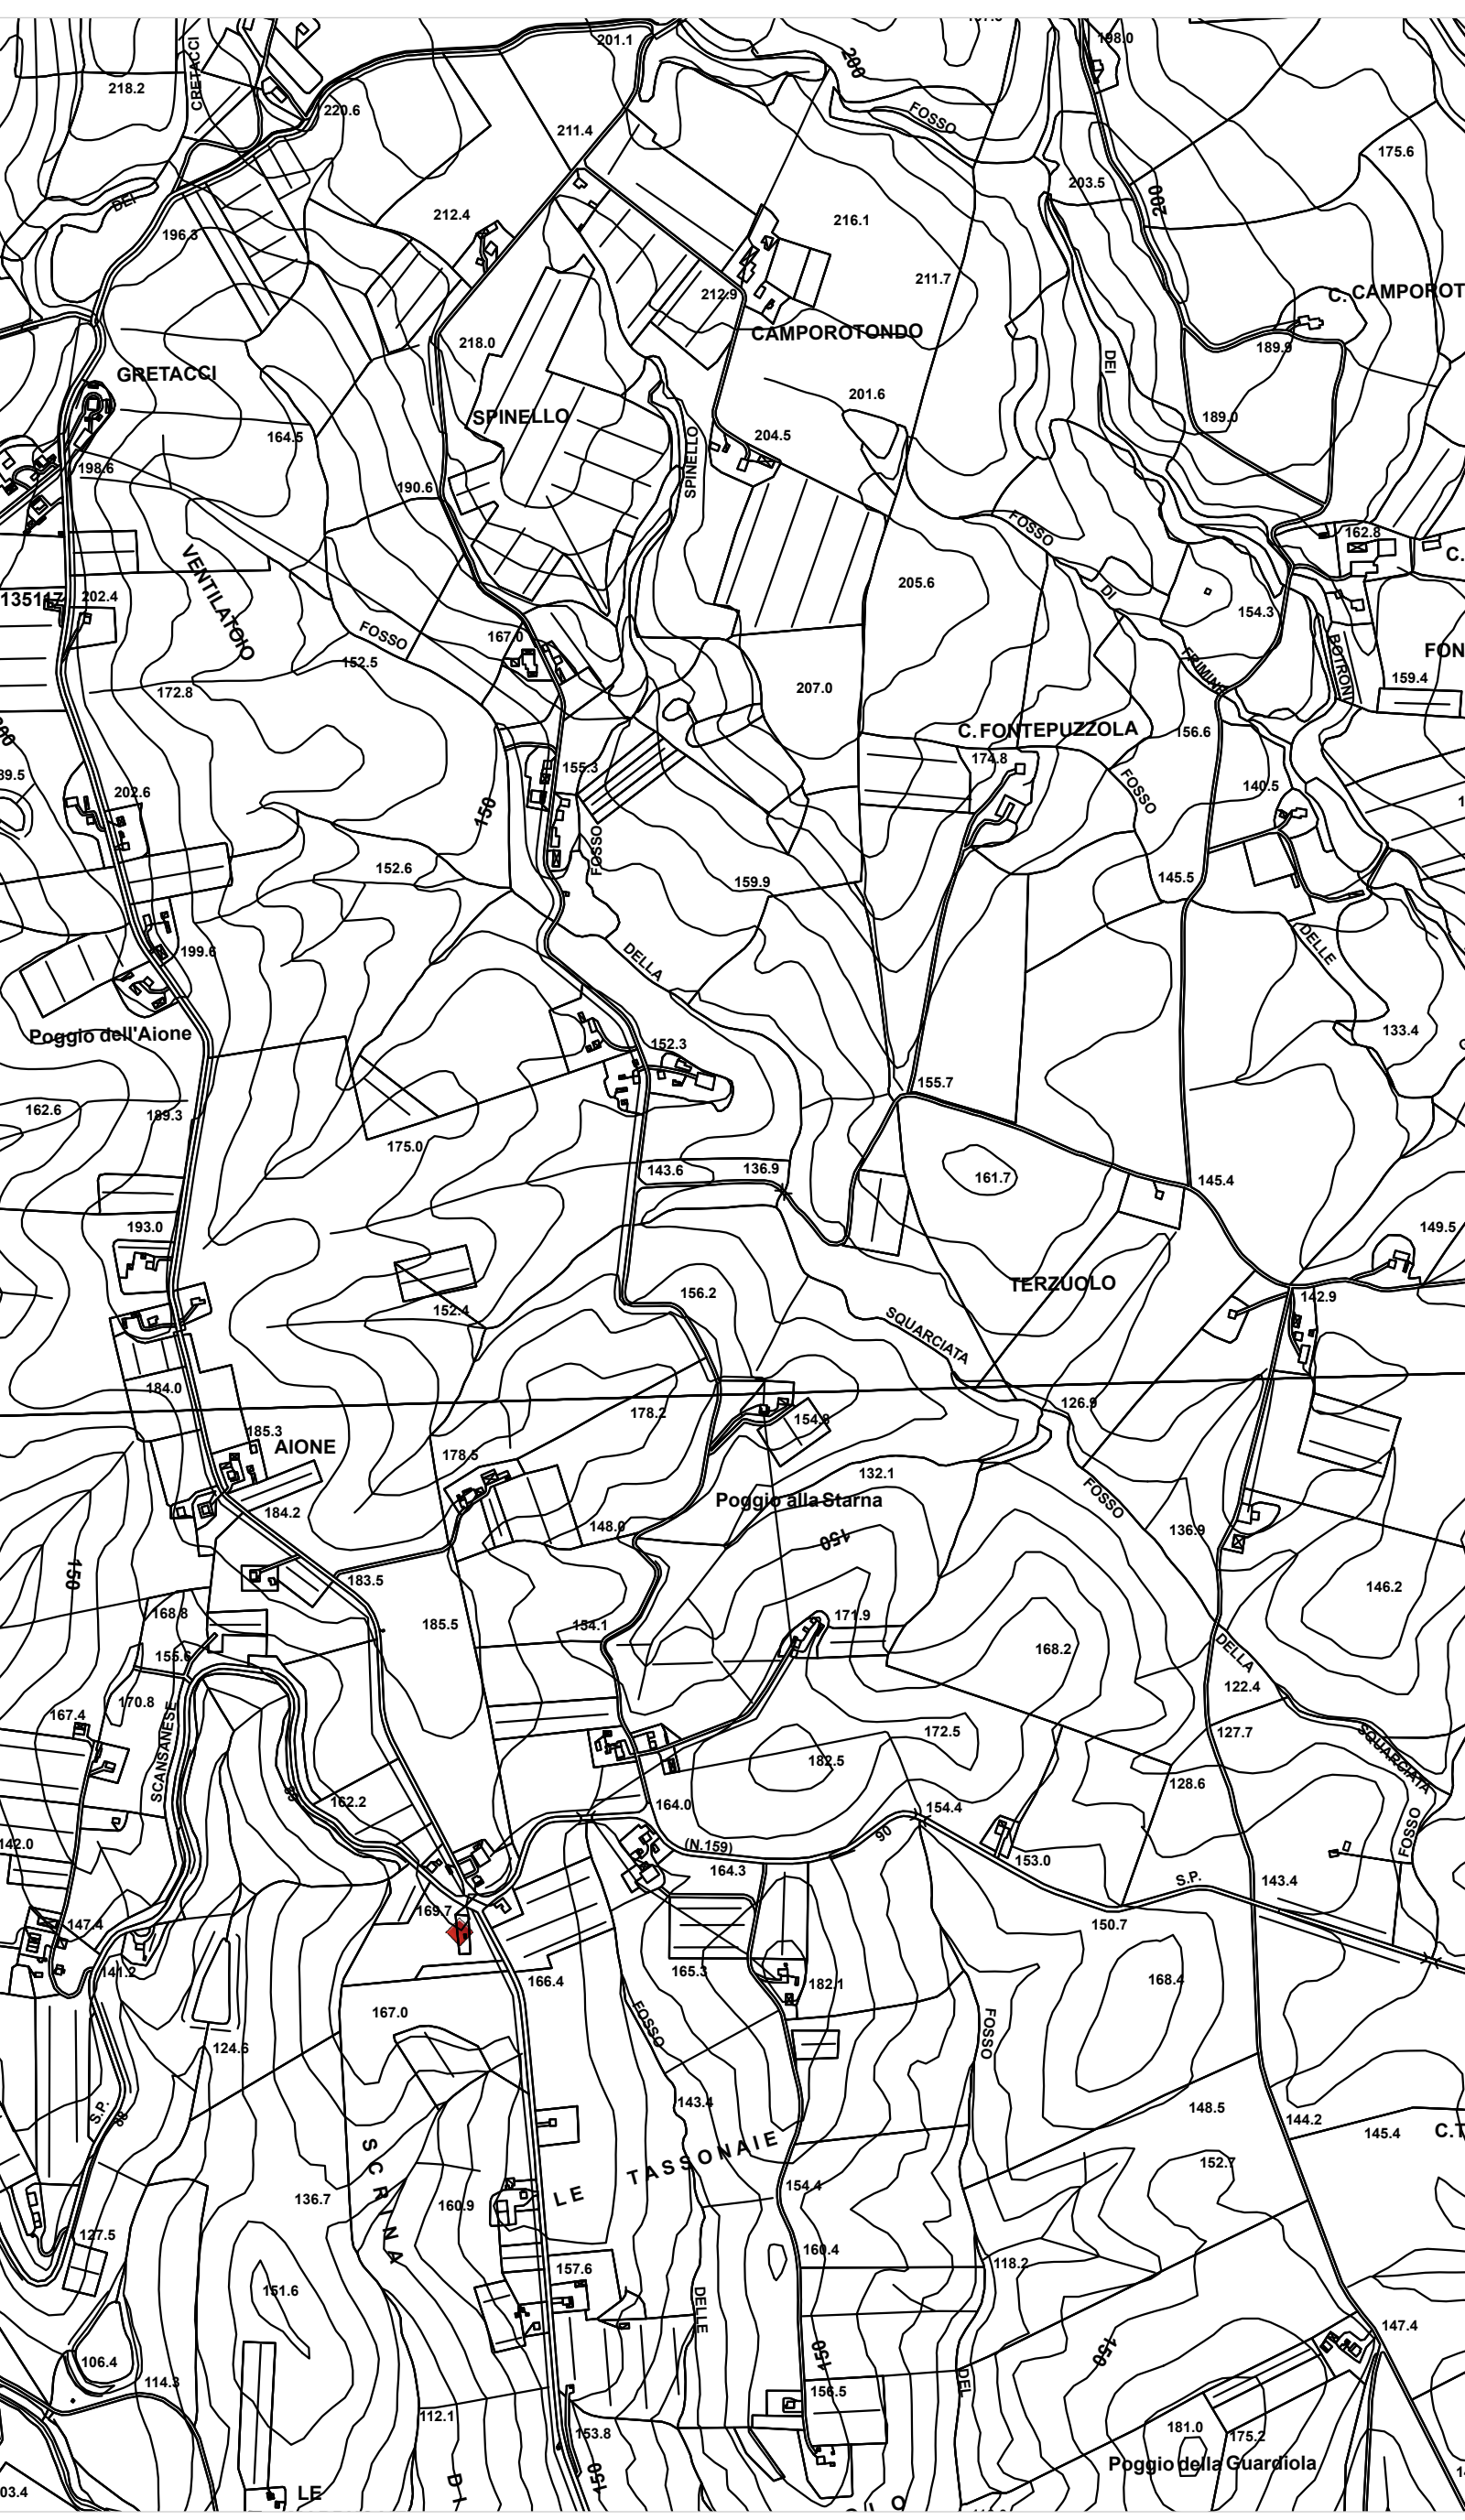 201.1
200
198.0
218.2
CRETACCI
220.6
FOSSO
211.4
175.6
203.5
200
DEI
212.4
216.1
196.3
211.7
212.9
C. CAMPOROT
CAMPOROTONDO
218.0
189.9
DEI
GRETACCI
201.6
SPINELLO
189.0
164.5
204.5
SPINELLO
198.6
190.6
FOSSO
162.8
C.
VENTILATOIO
205.6
DI
135117
202.4
154.3
FOSSO
167.0
BOTRONI
FON
152.5
172.8
207.0
159.4
C. FONTEPUZZOLA
156.6
174.8
155.3
FOSSO
140.5
202.6
150
FOSSO
152.6
159.9
145.5
DELLE
199.6
DELLA
Poggio dell'Aione
133.4
152.3
155.7
162.6
189.3
175.0
143.6
136.9
161.7
145.4
193.0
149.5
TERZUOLO
156.2
142.9
152.4
SQUARCIATA
184.0
178.2
126.9
185.3
AIONE
178.5
132.1
Poggio alla Starna
FOSSO
184.2
148.0
150
136.9
150
183.5
146.2
168.8
185.5
154.1
171.9
168.2
155.6
DELLA
122.4
170.8
167.4
SCANSANESE
172.5
127.7
SQUARCIATA
182.5
128.6
162.2
164.0
154.4
FOSSO
142.0
(N.159)
90
164.3
153.0
S.P.
143.4
169.7
147.4
150.7
141.2
165.3
166.4
182.1
168.4
167.0
FOSSO
FOSSO
124.6
S.P.
143.4
148.5
144.2
145.4
C.T
SCRINA
LE TASSONAIE
152.7
136.7
160.9
154.4
127.5
160.4
118.2
157.6
151.6
DELLE
147.4
150
150
106.4
114.3
DEL
156.5
112.1
181.0
175.2
153.8
Poggio della Guardiola
150
03.4
LE
DI